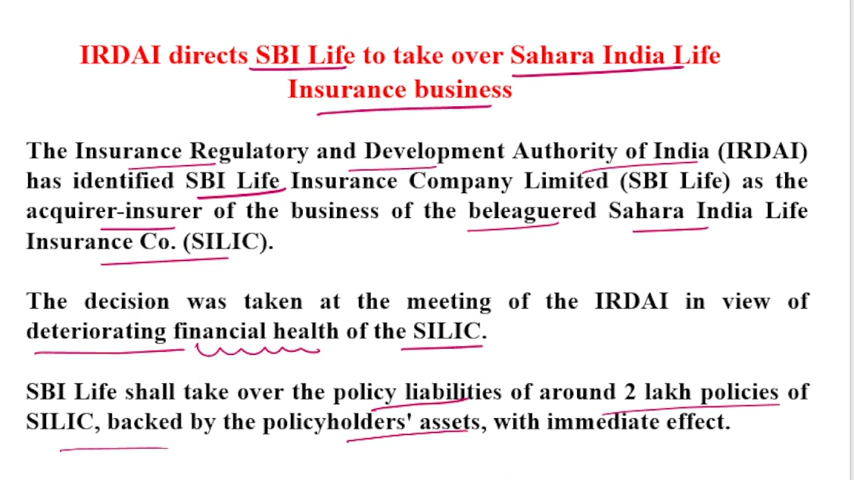 IRDAI directs SBI Life to take over Sahara India Life
Insurance business
The Insurance Regulatory and Development Authority of India (IRDAI)
has identified SBI Life Insurance Company Limited (SBI Life) as the
acquirer-insurer of the business of the beleaguered Sahara India Life
Insurance Co. (SILIC).
The decision was taken at the meeting of the IRDAI in view of
deteriorating financial health of the SILIC.
SBI Life shall take over the policy liabilities of around 2 lakh policies of
SILIC, backed by the policyholders' assets, with immediate effect.